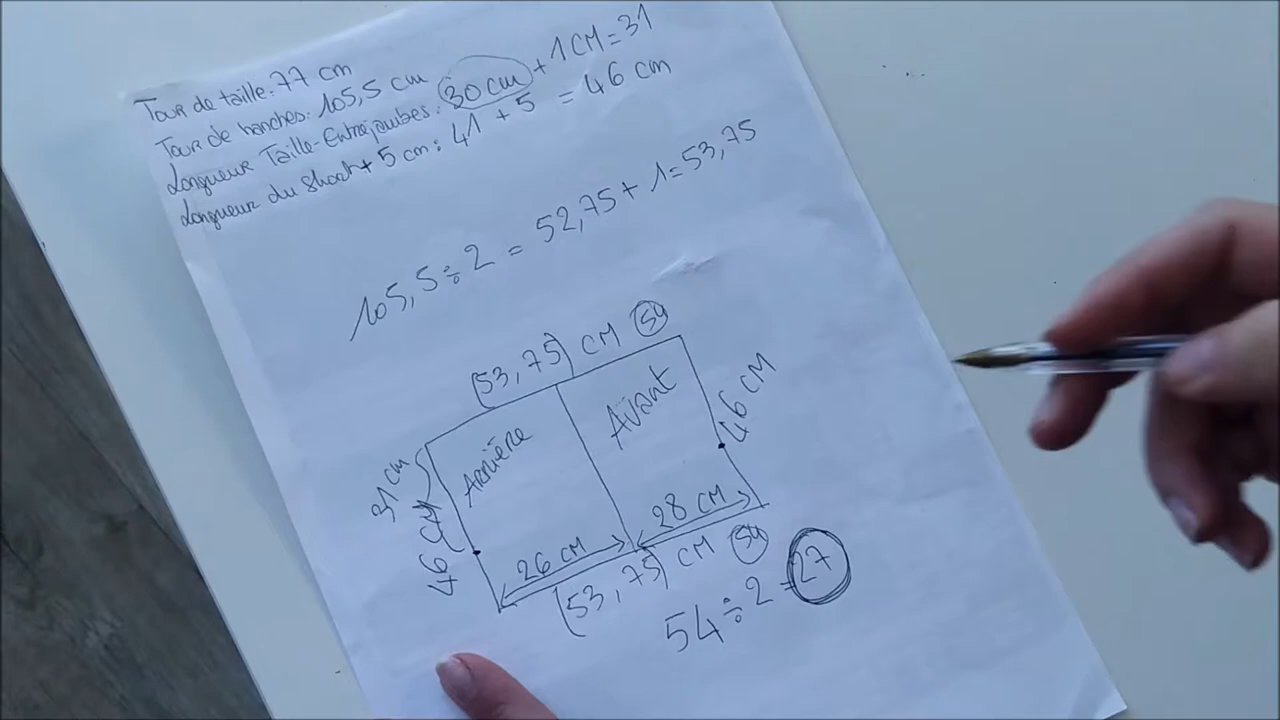 Tour de taille: 77 cm
Tour de hanches: 105,5 cm
Longueur Taille-Entrejambes: 30 cm + 1 CM = 31
Longueur du Short + 5 cm: 41 + 5 = 46 cm
105,5 ÷ 2 = 52,75 + 1 = 53,75
(53,75) CM 54
Arrière
Avant
31 cm
46 CM
46 CM
26 CM
28 CM
(53,75) CM 54
54 ÷ 2 = 27